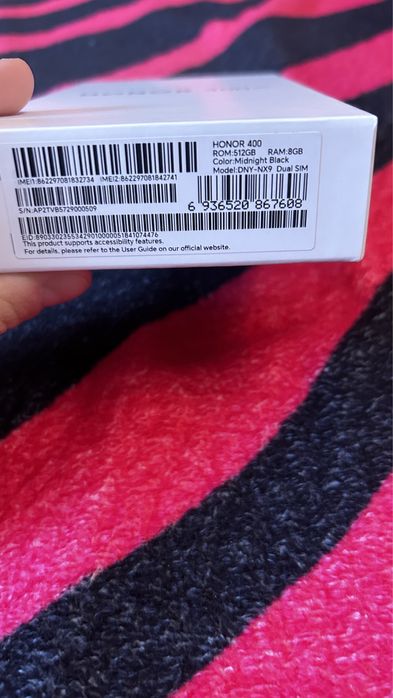 HONOR 400
ROM:512GB RAM:8GB
Color:Midnight Black
Model:DNY-NX9 Dual SIM
IMEI1:862297081832734 IMEI2:862297081842741
S/N:AP2TVB5729000509
6 936520 867608
EID:89033023553429010000051841074476
This product supports accessibility features.
For details, please refer to the User Guide on our official website.